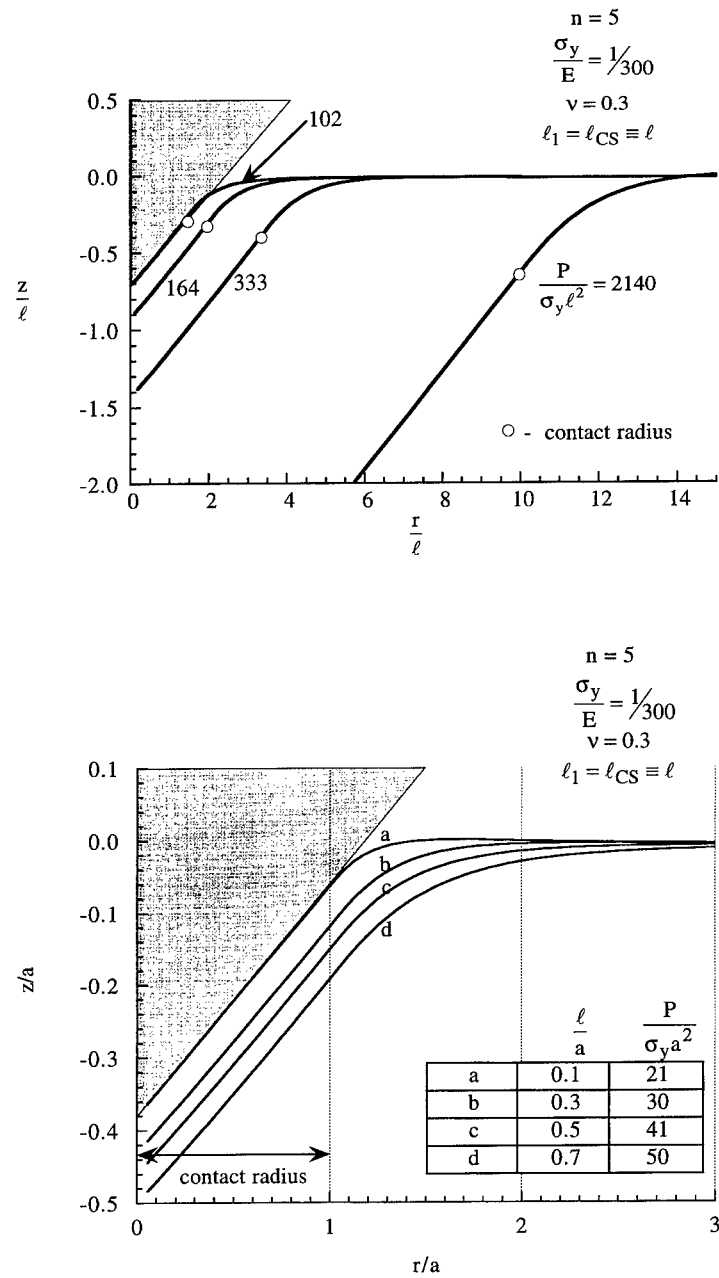 n = 5
σy/E = 1/300
ν = 0.3
ℓ1 = ℓCS ≡ ℓ
0.5
0.0
-0.5
-1.0
-1.5
-2.0
z/ℓ
102
164
333
P/σyℓ² = 2140
○ - contact radius
0 2 4 6 8 10 12 14
r/ℓ
n = 5
σy/E = 1/300
ν = 0.3
ℓ1 = ℓCS ≡ ℓ
0.1
0.0
-0.1
-0.2
-0.3
-0.4
-0.5
z/a
a
b
c
d
ℓ/a P/σya²
a 0.1 21
b 0.3 30
c 0.5 41
d 0.7 50
contact radius
0 1 2 3
r/a